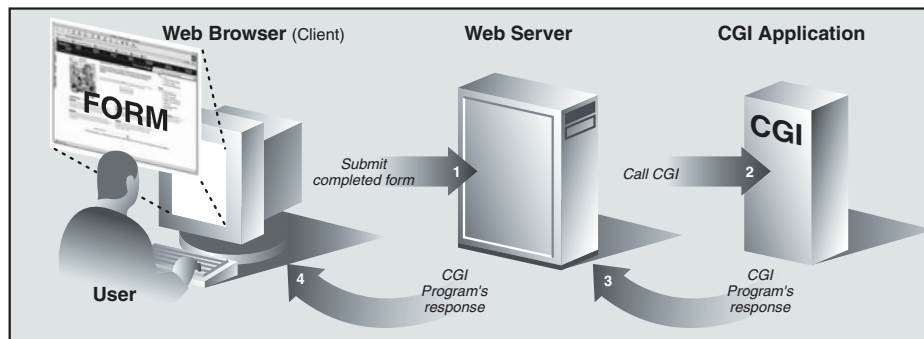 Web Browser (Client)
Web Server
CGI Application
FORM
CGI
Submit
completed form
1
Call CGI
2
User
4
CGI
Program's
response
3
CGI
Program's
response